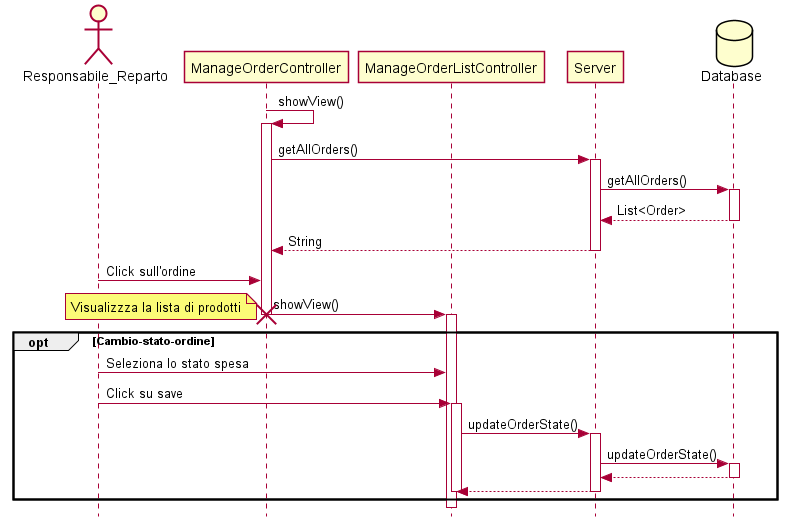 Responsabile_Reparto
ManageOrderController
ManageOrderListController
Server
Database
showView()
getAllOrders()
getAllOrders()
List<Order>
String
Click sull'ordine
Visualizzza la lista di prodotti
showView()
opt
[Cambio-stato-ordine]
Seleziona lo stato spesa
Click su save
updateOrderState()
updateOrderState()